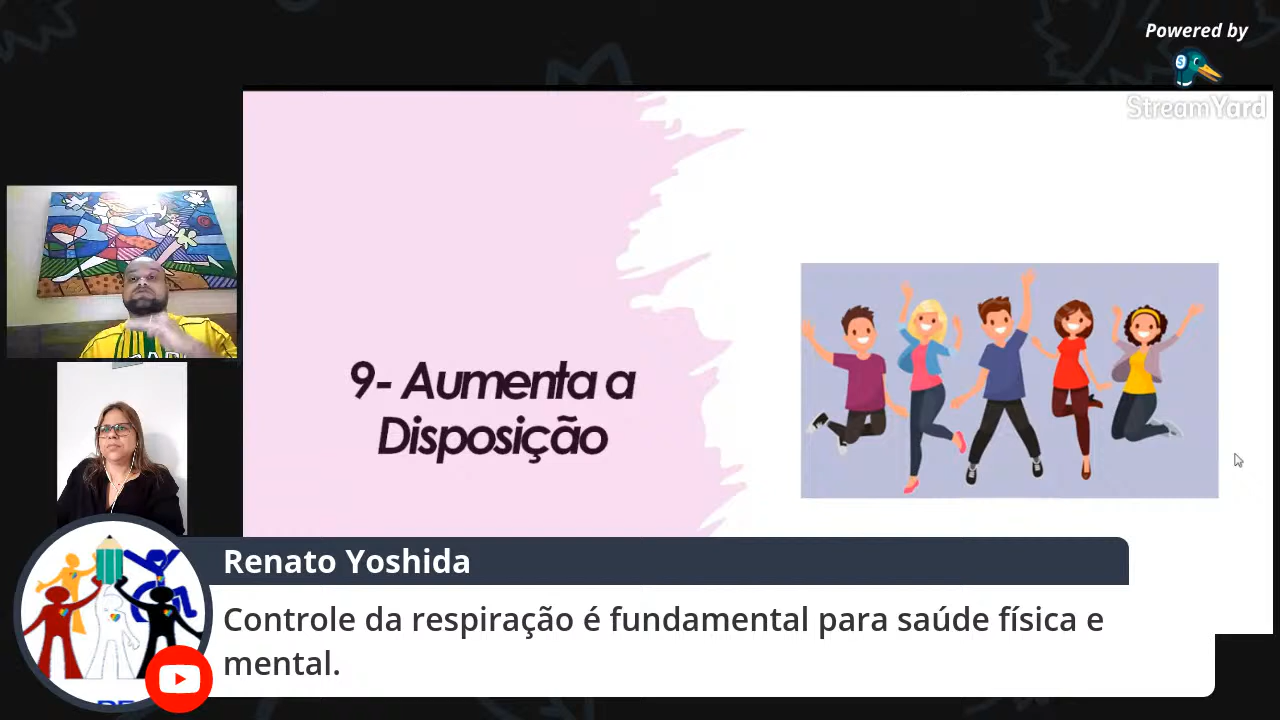 Powered by
StreamYard
9- Aumenta a
Disposição
Renato Yoshida
Controle da respiração é fundamental para saúde física e
mental.